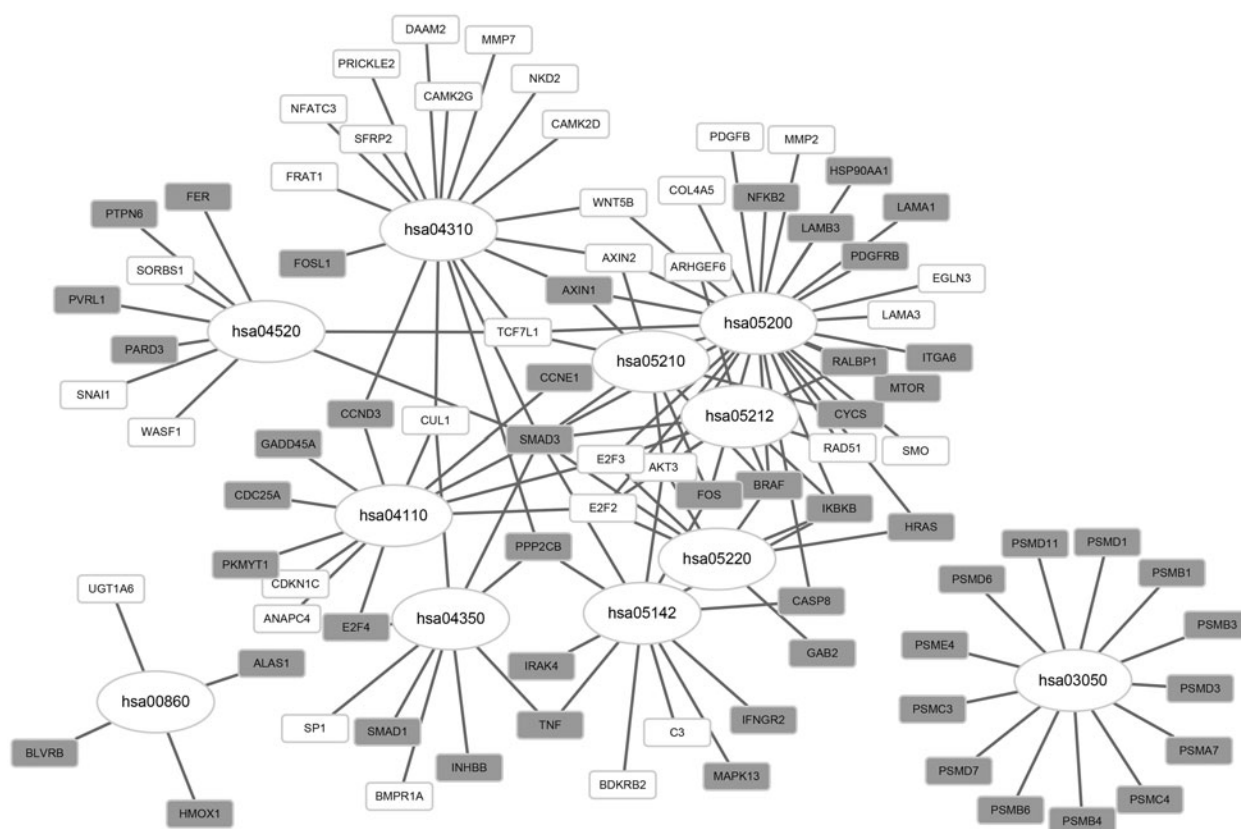 DAAM2
MMP7
PRICKLE2
NKD2
CAMK2G
NFATC3
CAMK2D
SFRP2
PDGFB
MMP2
FRAT1
HSP90AA1
COL4A5
NFKB2
FER
WNT5B
LAMA1
PTPN6
LAMB3
hsa04310
SORBS1
FOSL1
AXIN2
ARHGEF6
PDGFRB
EGLN3
AXIN1
PVRL1
LAMA3
hsa04520
TCF7L1
hsa05200
PARD3
hsa05210
RALBP1
ITGA6
SNAI1
CCNE1
MTOR
WASF1
CCND3
CUL1
hsa05212
CYCS
GADD45A
SMAD3
RAD51
SMO
E2F3
AKT3
CDC25A
FOS
BRAF
hsa04110
E2F2
IKBKB
HRAS
PSMD11
PSMD1
PKMYT1
CDKN1C
PPP2CB
hsa05220
PSMD6
PSMB1
UGT1A6
ANAPC4
E2F4
hsa04350
hsa05142
CASP8
PSMB3
PSME4
ALAS1
IRAK4
GAB2
hsa03050
PSMD3
hsa00860
PSMC3
SP1
SMAD1
TNF
C3
IFNGR2
BLVRB
PSMA7
INHBB
PSMD7
MAPK13
BDKRB2
BMPR1A
PSMC4
HMOX1
PSMB6
PSMB4